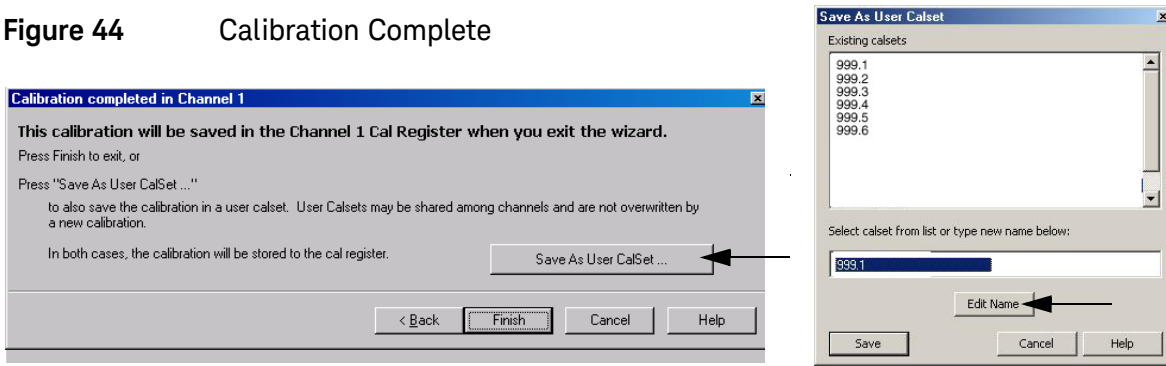 Figure 44 Calibration Complete
Calibration completed in Channel 1
This calibration will be saved in the Channel 1 Cal Register when you exit the wizard.
Press Finish to exit, or
Press "Save As User CalSet ..."
to also save the calibration in a user calset. User Calsets may be shared among channels and are not overwritten by
a new calibration.
In both cases, the calibration will be stored to the cal register.
Save As User CalSet ...
< Back
Finish
Cancel
Help
Save As User Calset
Existing calsets
999.1
999.2
999.3
999.4
999.5
999.6
Select calset from list or type new name below:
999.1
Edit Name
Save
Cancel
Help